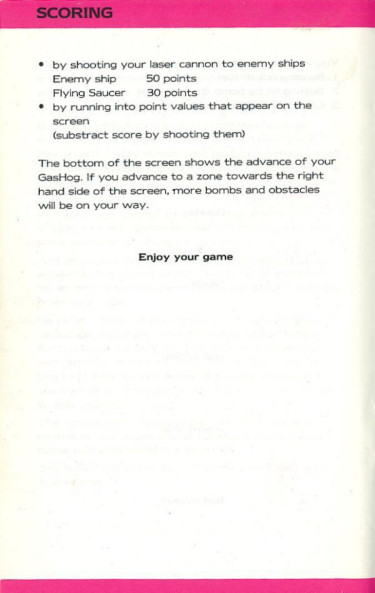 SCORING
• by shooting your laser cannon to enemy ships
Enemy ship 50 points
Flying Saucer 30 points
• by running into point values that appear on the
screen
(substract score by shooting them)
The bottom of the screen shows the advance of your
GasHog. If you advance to a zone towards the right
hand side of the screen, more bombs and obstacles
will be on your way.
Enjoy your game